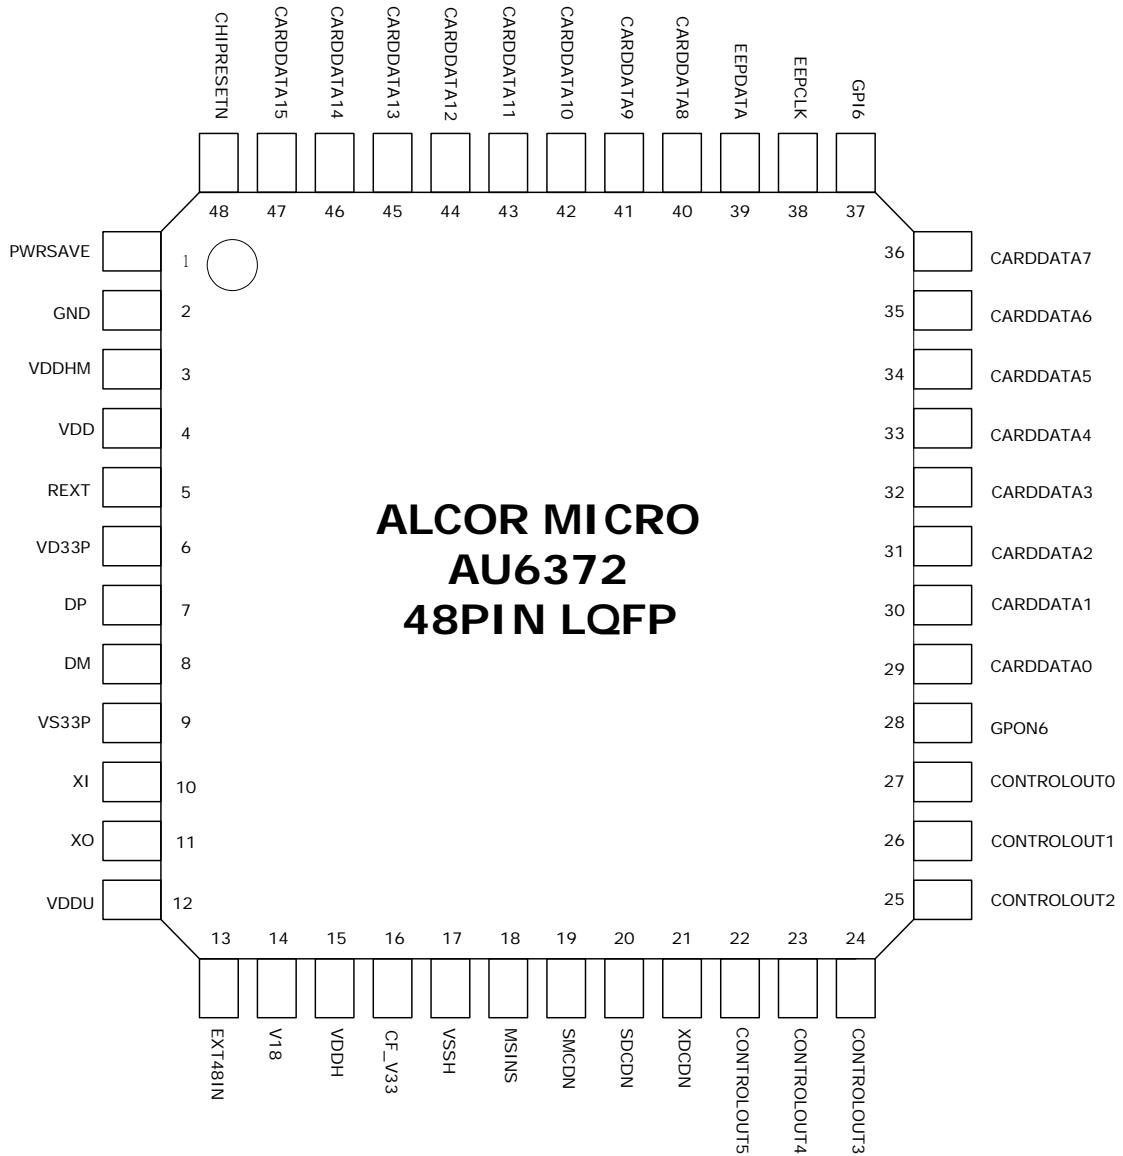 CHIPRESETN
CARDDATA15
CARDDATA14
CARDDATA13
CARDDATA12
CARDDATA11
CARDDATA10
CARDDATA9
CARDDATA8
EEPDATA
EEPCLK
GPI6
48 47 46 45 44 43 42 41 40 39 38 37
PWRSAVE 1
GND 2
VDDHM 3
VDD 4
REXT 5
VD33P 6
DP 7
DM 8
VS33P 9
XI 10
XO 11
VDDU 12
ALCOR MICRO
AU6372
48PIN LQFP
36 CARDDATA7
35 CARDDATA6
34 CARDDATA5
33 CARDDATA4
32 CARDDATA3
31 CARDDATA2
30 CARDDATA1
29 CARDDATA0
28 GPON6
27 CONTROLOUT0
26 CONTROLOUT1
25 CONTROLOUT2
13 14 15 16 17 18 19 20 21 22 23 24
EXT48IN
V18
VDDH
CF_V33
VSSH
MSINS
SMCDN
SDCDN
XDCDN
CONTROLOUT5
CONTROLOUT4
CONTROLOUT3